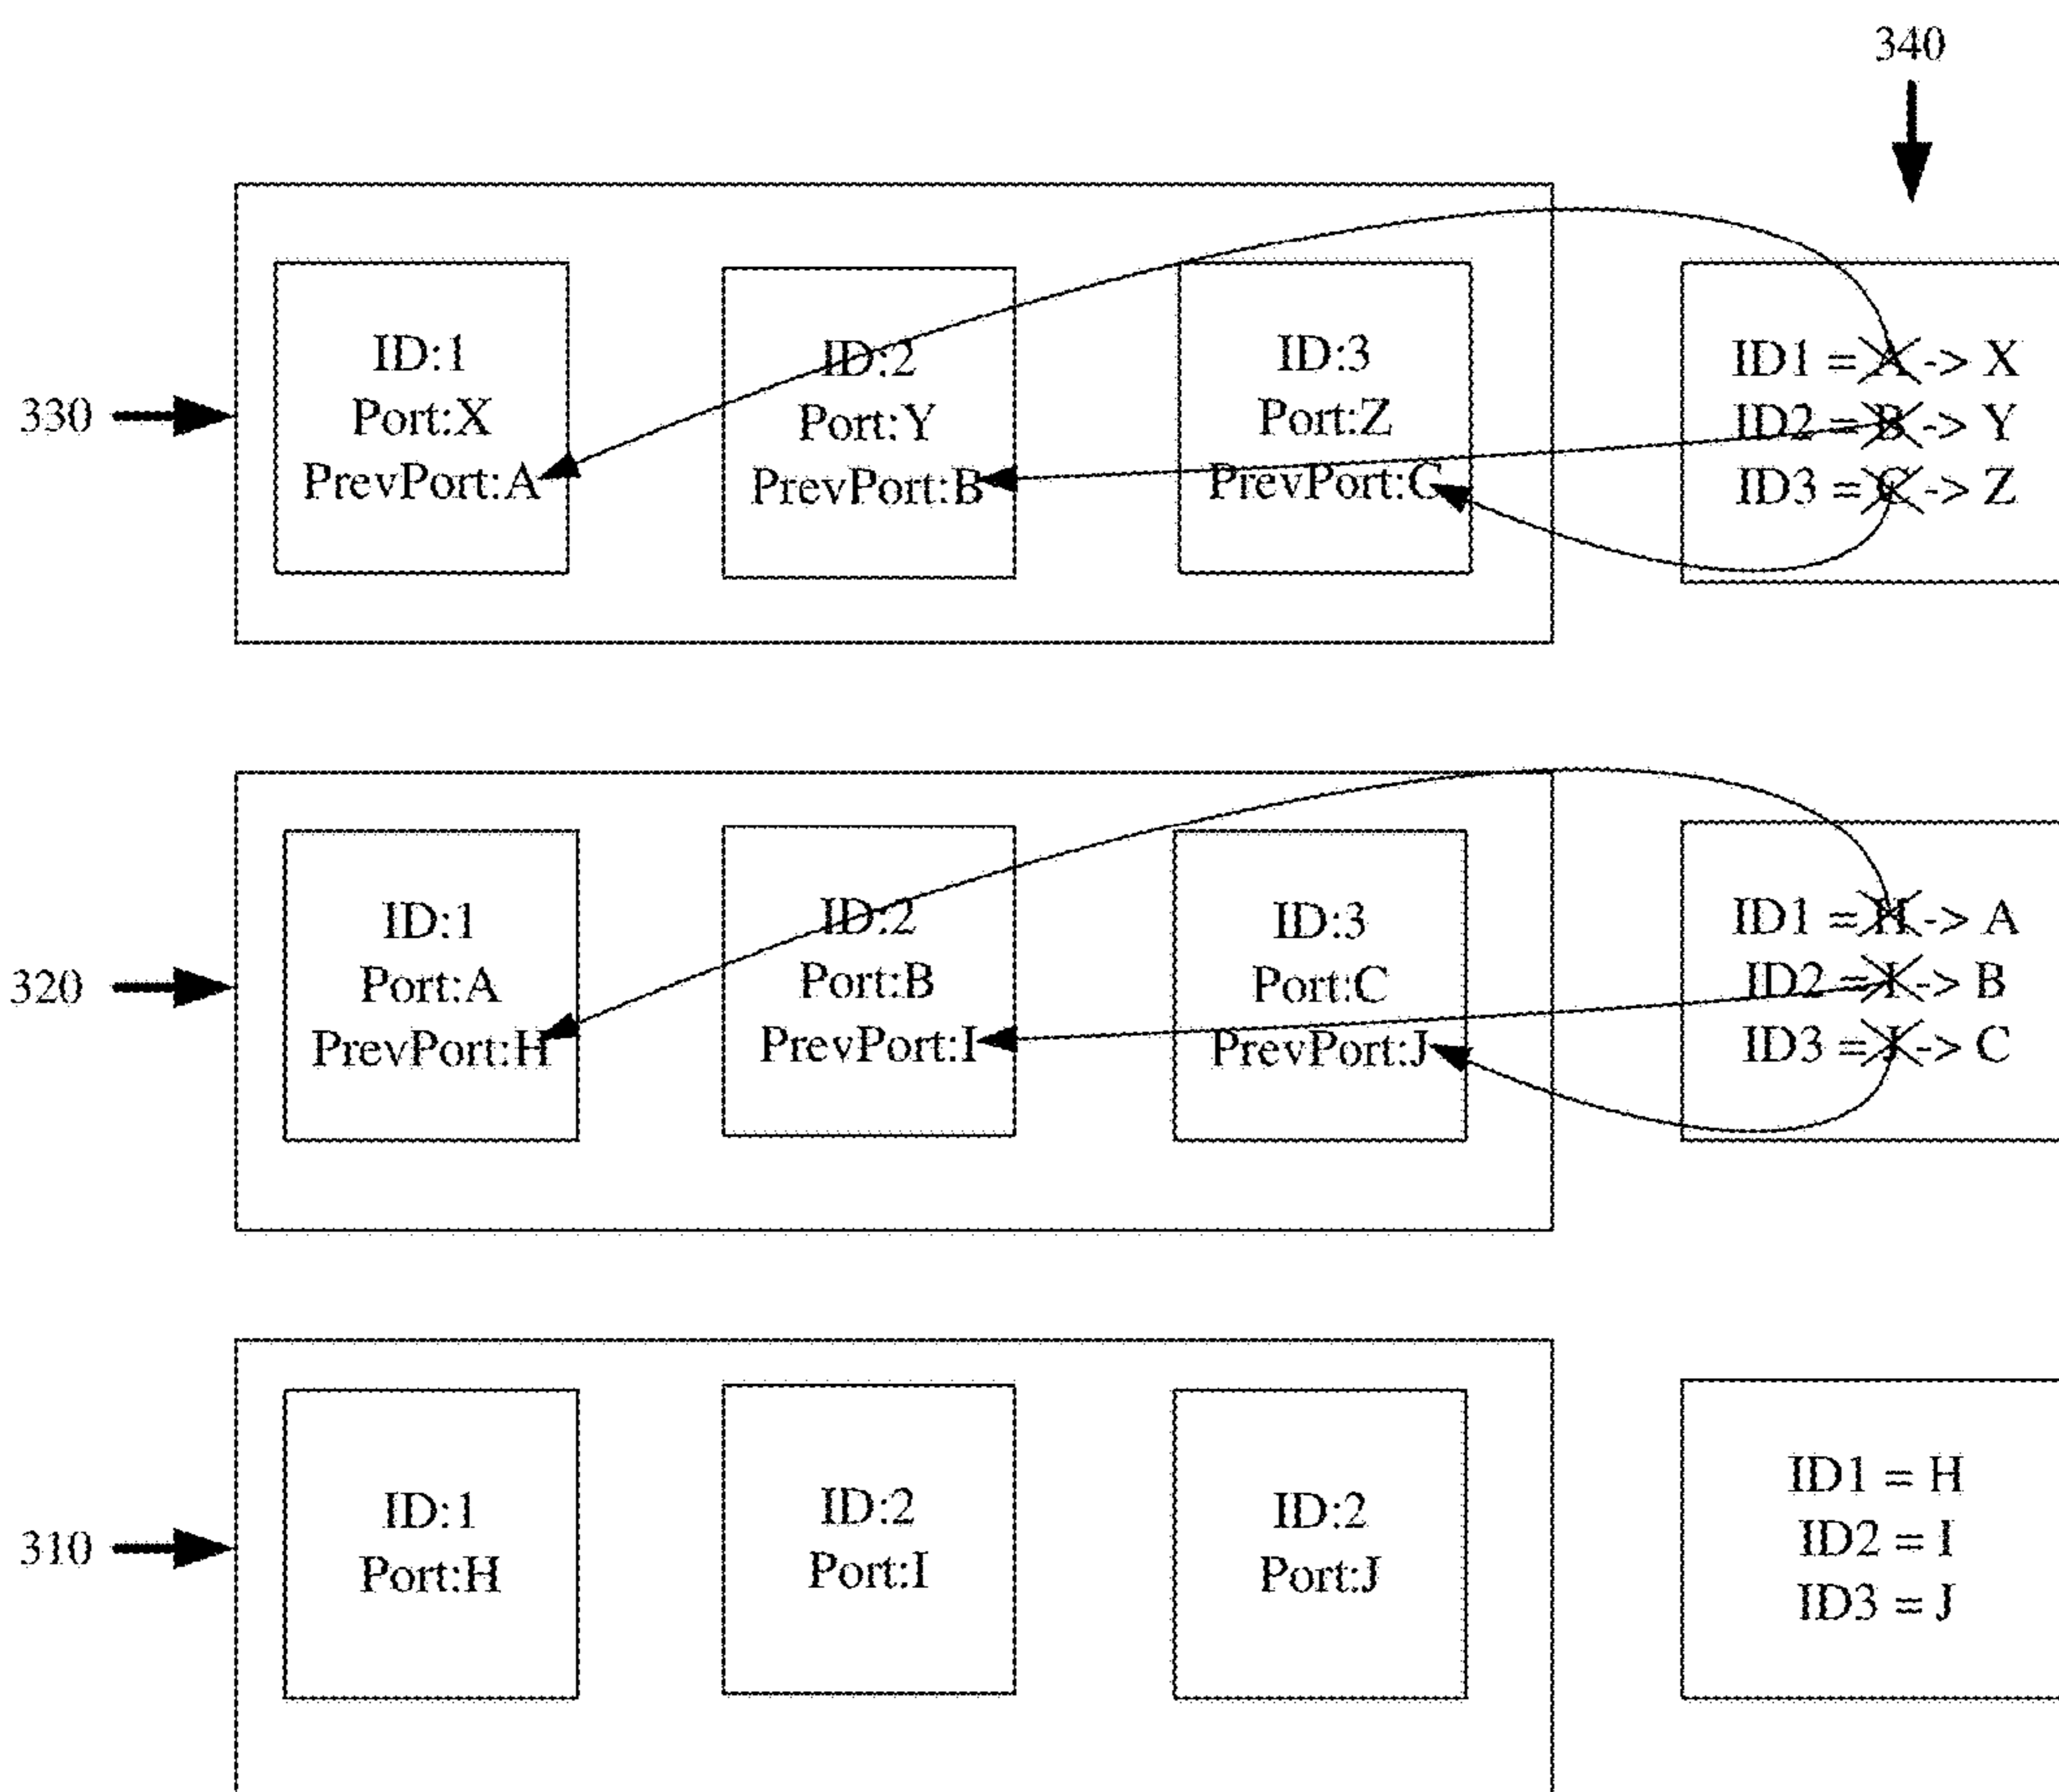 340
ID:1
Port:X
PrevPort:A
ID:2
Port:Y
PrevPort:B
ID:3
Port:Z
PrevPort:C
ID1 = A -> X
ID2 = B -> Y
ID3 = C -> Z
330
ID:1
Port:A
PrevPort:H
ID:2
Port:B
PrevPort:I
ID:3
Port:C
PrevPort:J
ID1 = H -> A
ID2 = I -> B
ID3 = J -> C
320
ID:1
Port:H
ID:2
Port:I
ID:2
Port:J
ID1 = H
ID2 = I
ID3 = J
310